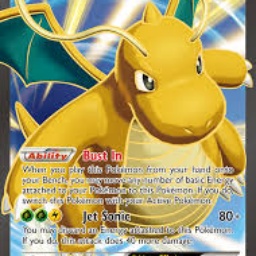 Ability Bust In
When you play this Pokémon from your hand onto
your Bench, you may move any number of basic Energy
attached to your Pokémon to this Pokémon. If you do,
switch this Pokémon with your Active Pokémon.
Jet Sonic 80+
You may discard an Energy attached to this Pokémon.
If you do, this attack does 40 more damage.